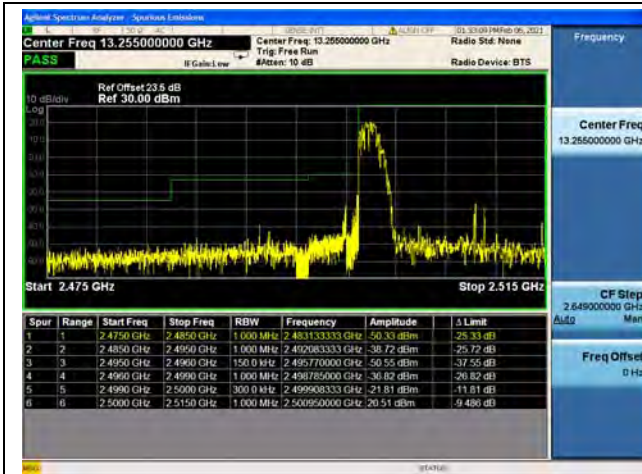 Agilent Spectrum Analyzer - Spurious Emissions
Center Freq 13.255000000 GHz
PASS
IFGain:Low
Center Freq: 13.255000000 GHz
Trig: Free Run
#Atten: 10 dB
01:53:09 PM Feb 06, 2021
Radio Std: None
Radio Device: BTS
Frequency
Ref Offset 23.5 dB
10 dB/div
Ref 30.00 dBm
Log
Center Freq
13.255000000 GHz
Start 2.475 GHz
Stop 2.515 GHz
CF Step
2.649000000 GHz
Auto Man
Freq Offset
0 Hz
Spur Range Start Freq Stop Freq RBW Frequency Amplitude Δ Limit
1 1 2.4750 GHz 2.4850 GHz 1.000 MHz 2.483133333 GHz -50.33 dBm -25.33 dB
2 2 2.4850 GHz 2.4950 GHz 1.000 MHz 2.492083333 GHz -38.72 dBm -25.72 dB
3 3 2.4950 GHz 2.4960 GHz 150.0 kHz 2.495770000 GHz -50.55 dBm -37.55 dB
4 4 2.4960 GHz 2.4990 GHz 1.000 MHz 2.498785000 GHz -36.82 dBm -26.82 dB
5 5 2.4990 GHz 2.5000 GHz 300.0 kHz 2.499908333 GHz -21.81 dBm -11.81 dB
6 6 2.5000 GHz 2.5150 GHz 1.000 MHz 2.500950000 GHz 20.51 dBm -9.486 dB
MSG
STATUS